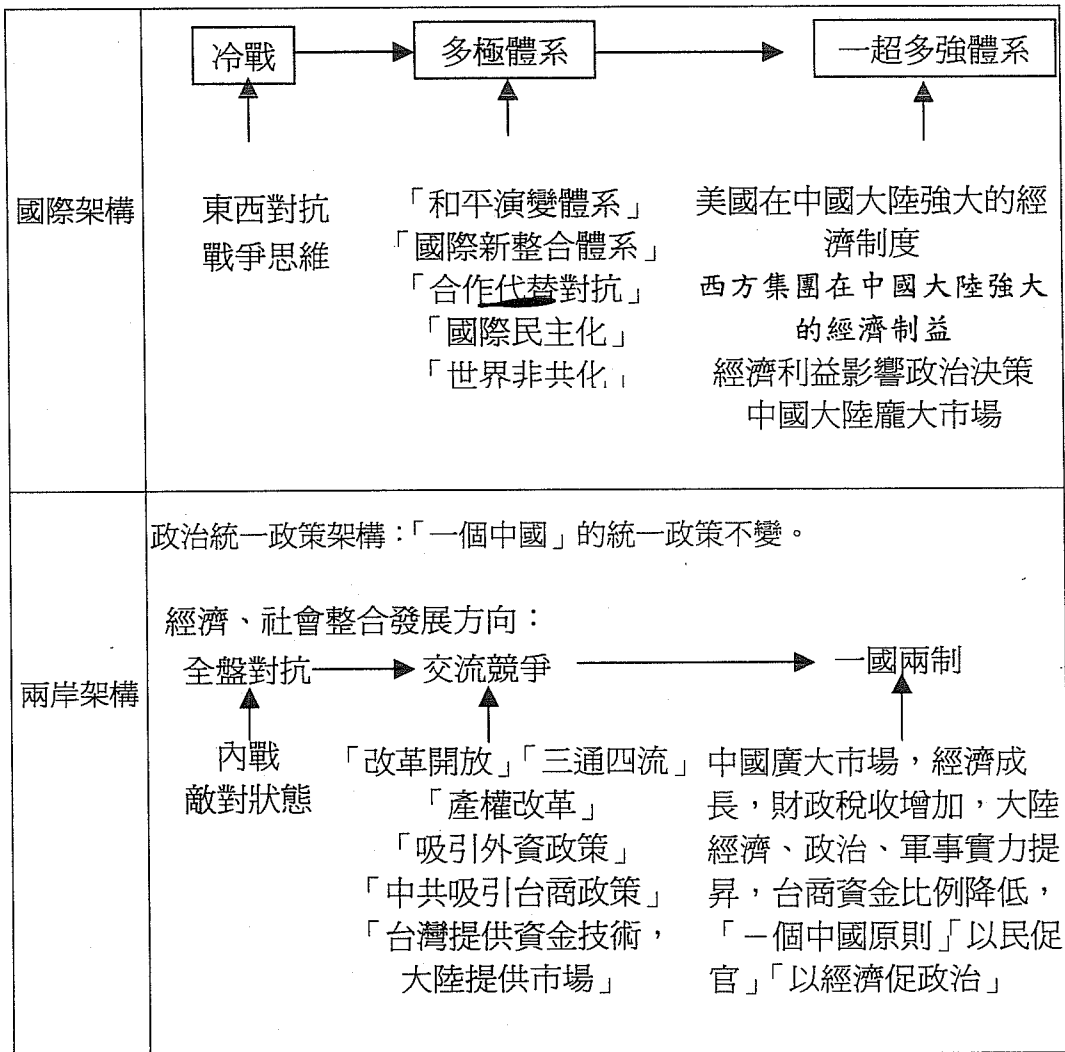 冷戰
多極體系
一超多強體系
國際架構
東西對抗
戰爭思維
「和平演變體系」
「國際新整合體系」
「合作代替對抗」
「國際民主化」
「世界非共化」
美國在中國大陸強大的經
濟制度
西方集團在中國大陸強大
的經濟制益
經濟利益影響政治決策
中國大陸龐大市場
兩岸架構
政治統一政策架構：「一個中國」的統一政策不變。
經濟、社會整合發展方向：
全盤對抗
交流競爭
一國兩制
內戰
敵對狀態
「改革開放」「三通四流」
「產權改革」
「吸引外資政策」
「中共吸引台商政策」
「台灣提供資金技術，
大陸提供市場」
中國廣大市場，經濟成
長，財政稅收增加，大陸
經濟、政治、軍事實力提
昇，台商資金比例降低，
「一個中國原則」「以民促
官」「以經濟促政治」